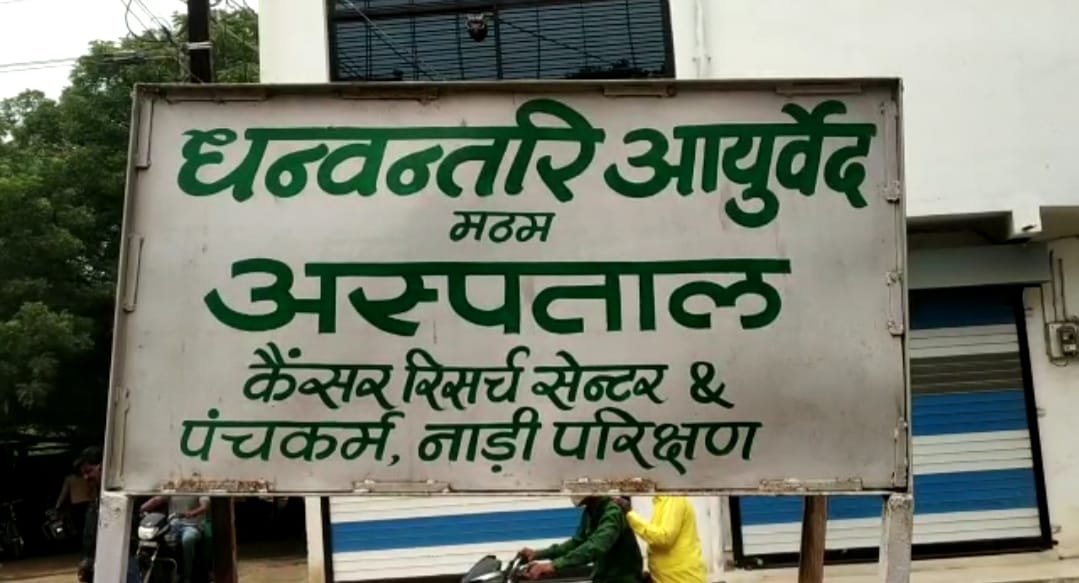 धन्वन्तरि आयुर्वेद
मठम
अस्पताल
कैंसर रिसर्च सेन्टर &
पंचकर्म, नाड़ी परिक्षण